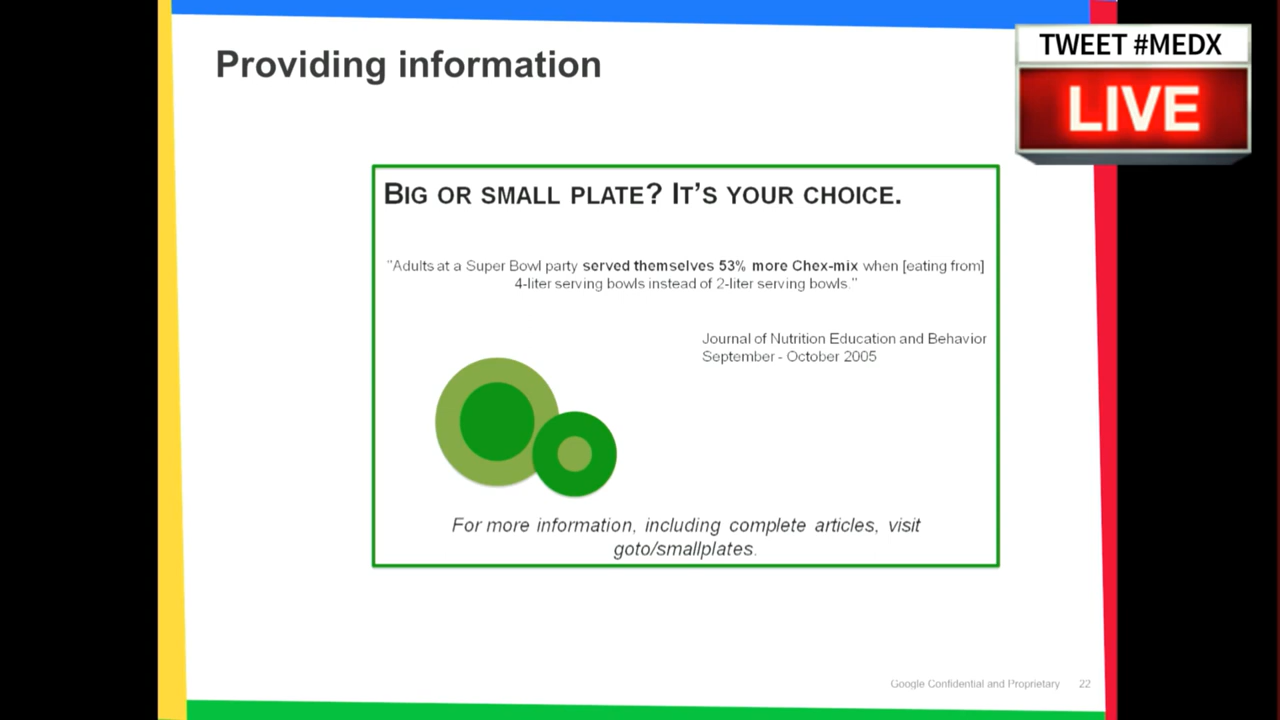 Providing information
TWEET #MEDX
LIVE
BIG OR SMALL PLATE? IT'S YOUR CHOICE.
"Adults at a Super Bowl party served themselves 53% more Chex-mix when [eating from]
4-liter serving bowls instead of 2-liter serving bowls."
Journal of Nutrition Education and Behavior
September - October 2005
For more information, including complete articles, visit
goto/smallplates.
Google Confidential and Proprietary 22